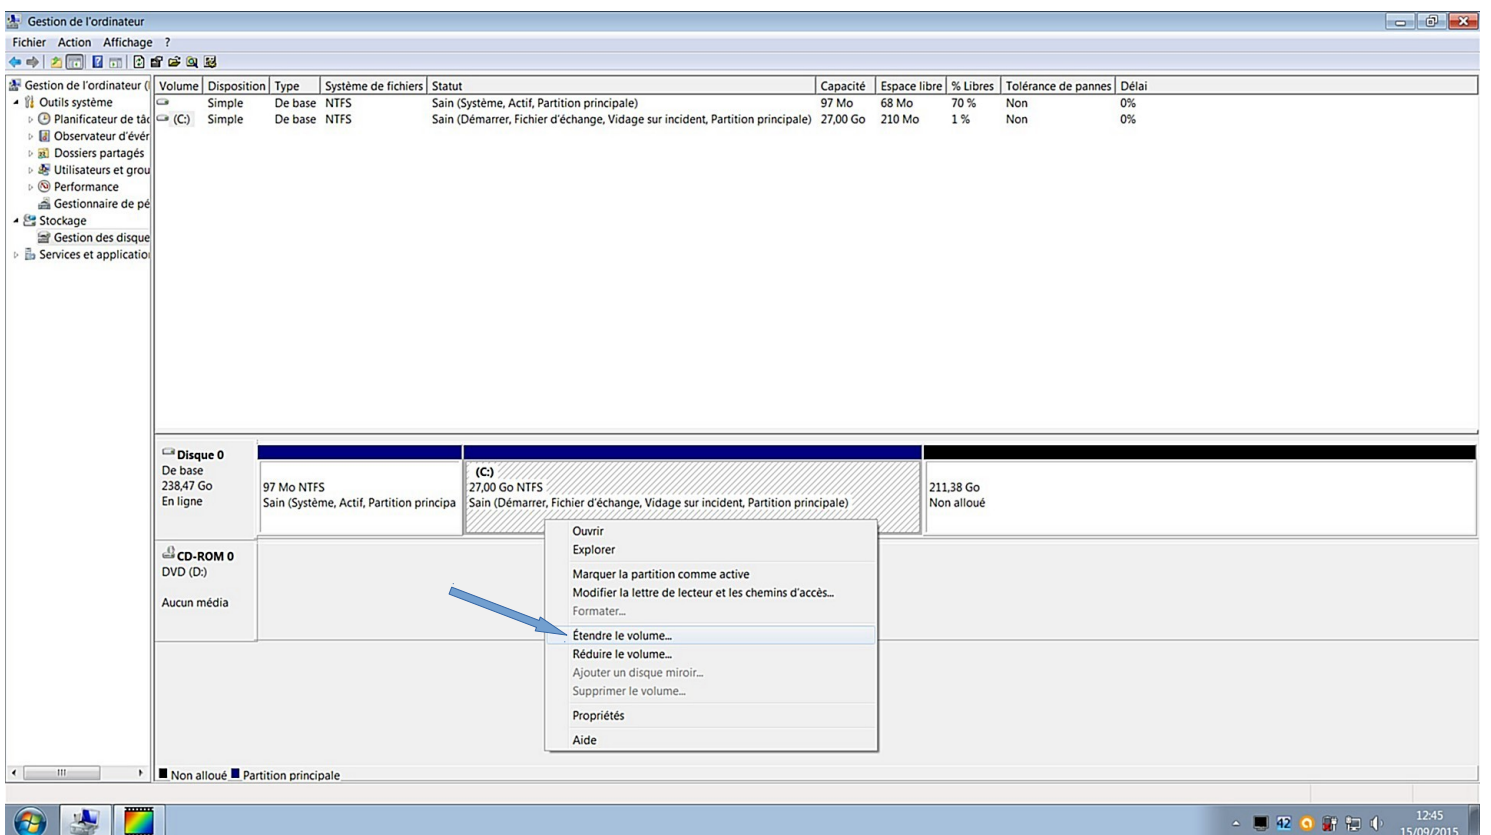 Gestion de l'ordinateur
Fichier Action Affichage ?
Gestion de l'ordinateur (
Outils système
Planificateur de tâc
Observateur d'évér
Dossiers partagés
Utilisateurs et grou
Performance
Gestionnaire de pé
Stockage
Gestion des disque
Services et applicatio
Volume Disposition Type Système de fichiers Statut Capacité Espace libre % Libres Tolérance de pannes Délai
Simple De base NTFS Sain (Système, Actif, Partition principale) 97 Mo 68 Mo 70 % Non 0%
(C:) Simple De base NTFS Sain (Démarrer, Fichier d'échange, Vidage sur incident, Partition principale) 27,00 Go 210 Mo 1 % Non 0%
Disque 0
De base
238,47 Go
En ligne
97 Mo NTFS
Sain (Système, Actif, Partition principa
(C:)
27,00 Go NTFS
Sain (Démarrer, Fichier d'échange, Vidage sur incident, Partition principale)
211,38 Go
Non alloué
CD-ROM 0
DVD (D:)
Aucun média
Ouvrir
Explorer
Marquer la partition comme active
Modifier la lettre de lecteur et les chemins d'accès...
Formater...
Étendre le volume...
Réduire le volume...
Ajouter un disque miroir...
Supprimer le volume...
Propriétés
Aide
Non alloué Partition principale
42
12:45
15/09/2015